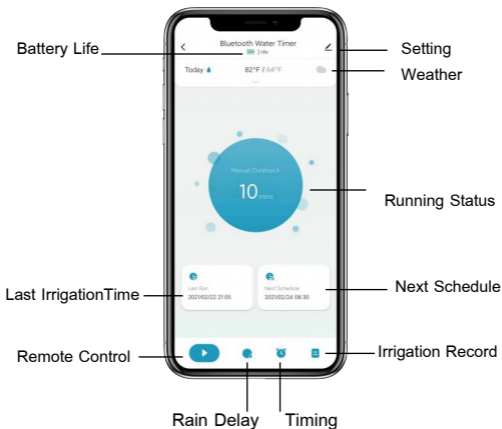 Battery Life
Bluetooth Water Timer
Idle
Setting
Today
82°F / 64°F
Weather
Manual Duration
10 mins
Running Status
Last Run
2021/02/22 21:05
Next Schedule
2021/02/24 08:30
Last IrrigationTime
Next Schedule
Remote Control
Irrigation Record
Rain Delay
Timing